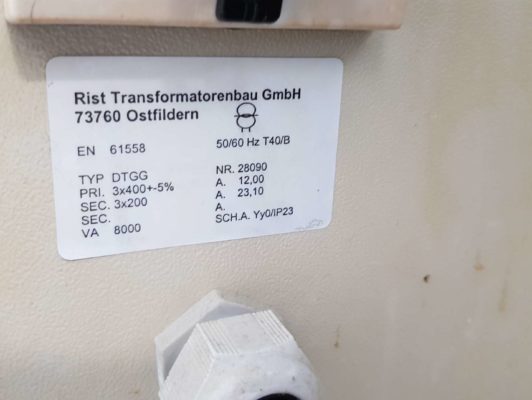 Rist Transformatorenbau GmbH
73760 Ostfildern
EN 61558 50/60 Hz T40/B
TYP DTGG NR. 28090
PRI. 3x400+-5% A. 12,00
SEC. 3x200 A. 23,10
SEC. A.
VA 8000 SCH.A. Yy0/IP23